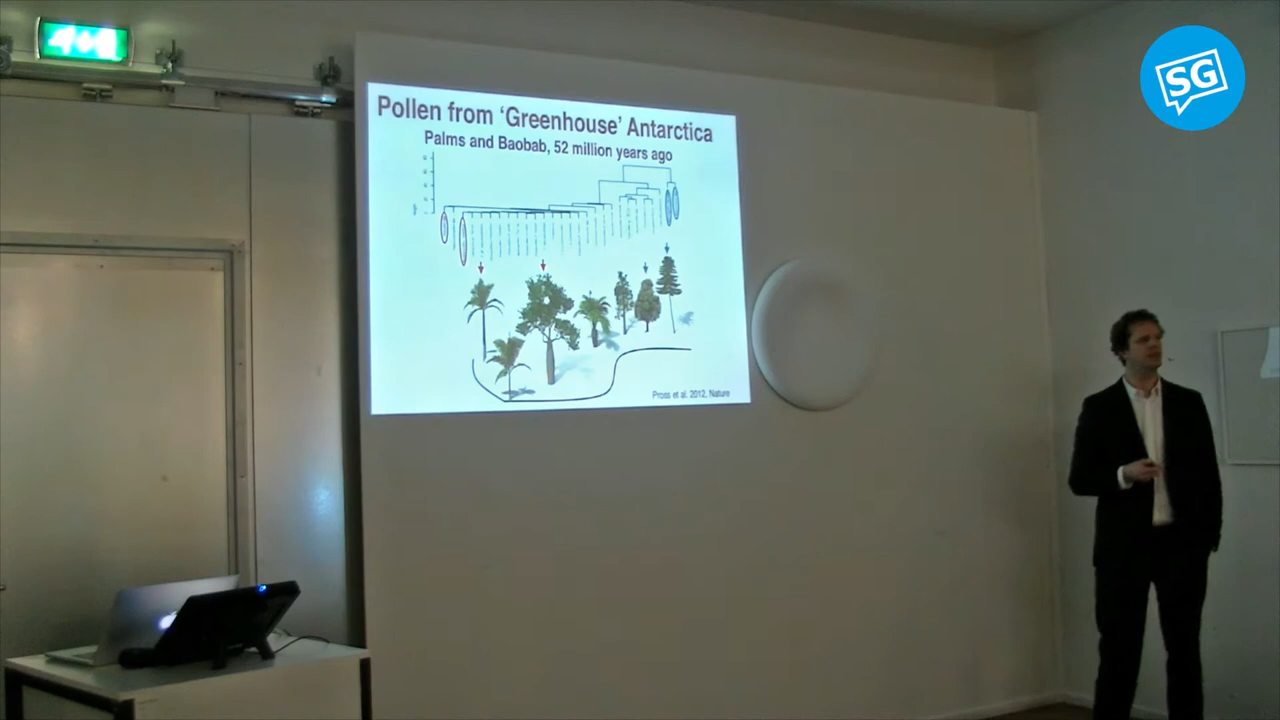 SG
Pollen from ‘Greenhouse’ Antarctica
Palms and Baobab, 52 million years ago
Pross et al. 2012, Nature